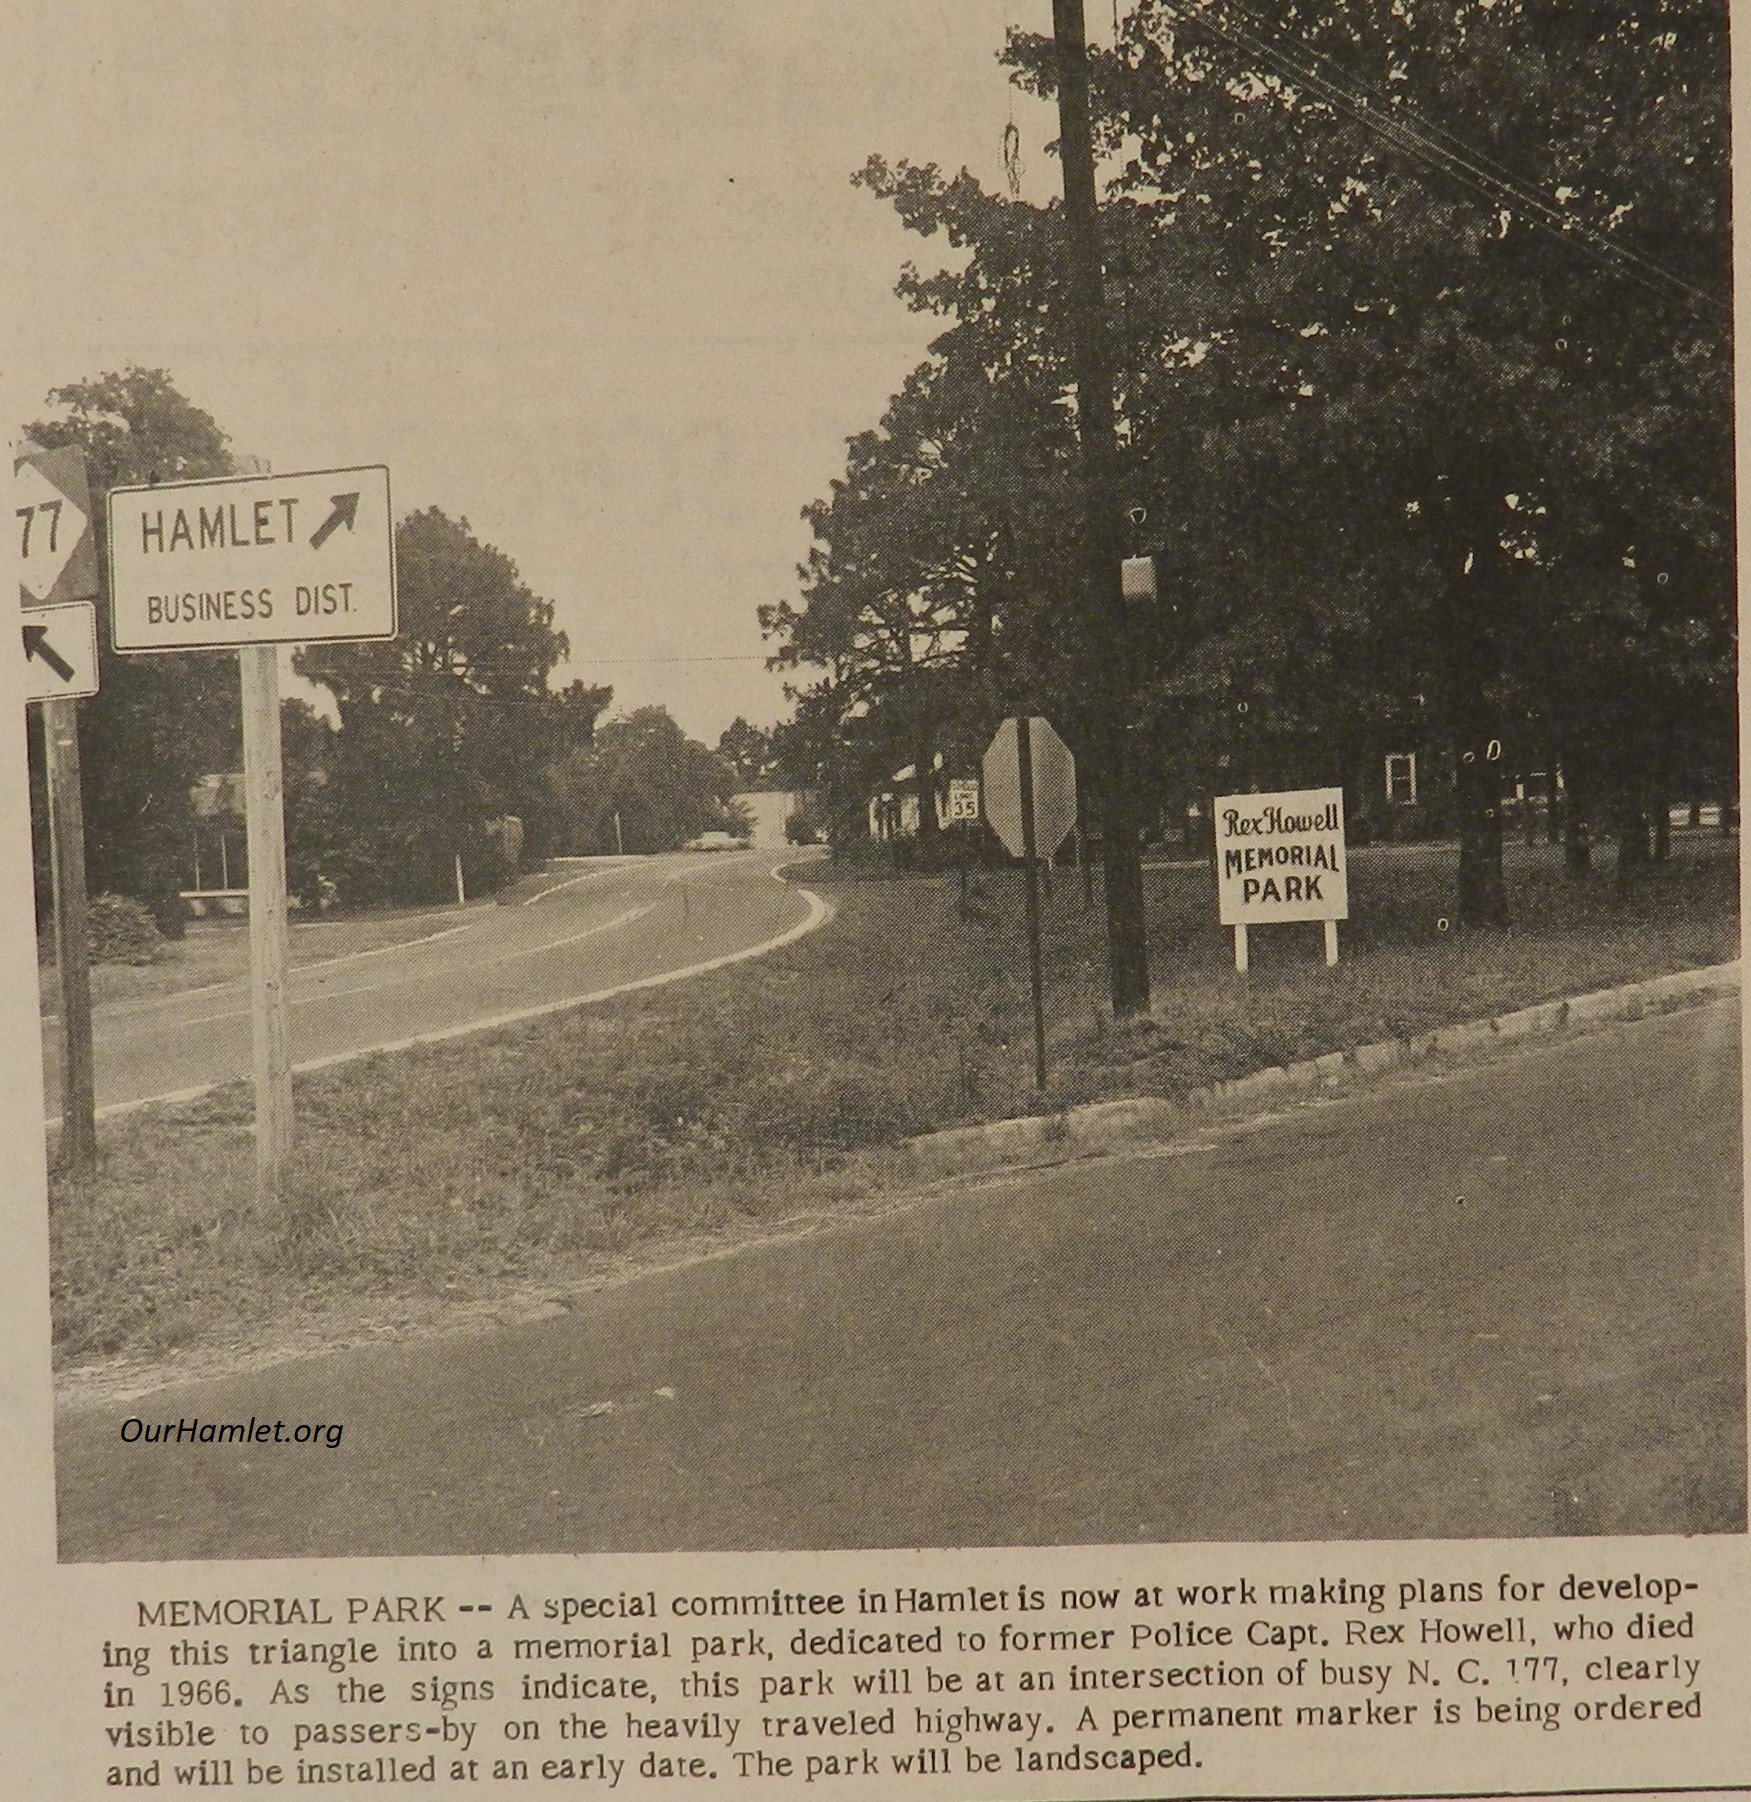 77
HAMLET
BUSINESS DIST.
LIMIT
35
Rex Howell
MEMORIAL
PARK
OurHamlet.org
MEMORIAL PARK -- A special committee in Hamlet is now at work making plans for develop-
ing this triangle into a memorial park, dedicated to former Police Capt. Rex Howell, who died
in 1966. As the signs indicate, this park will be at an intersection of busy N. C. 177, clearly
visible to passers-by on the heavily traveled highway. A permanent marker is being ordered
and will be installed at an early date. The park will be landscaped.